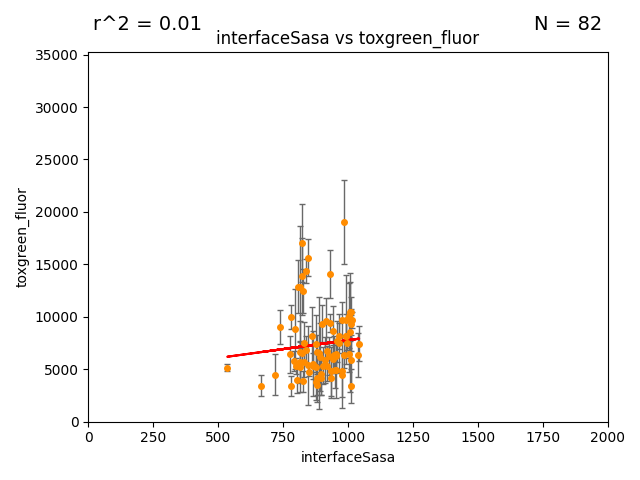 r^2 = 0.01
N = 82
interfaceSasa vs toxgreen_fluor
35000
30000
25000
20000
15000
10000
5000
0
toxgreen_fluor
0 250 500 750 1000 1250 1500 1750 2000
interfaceSasa